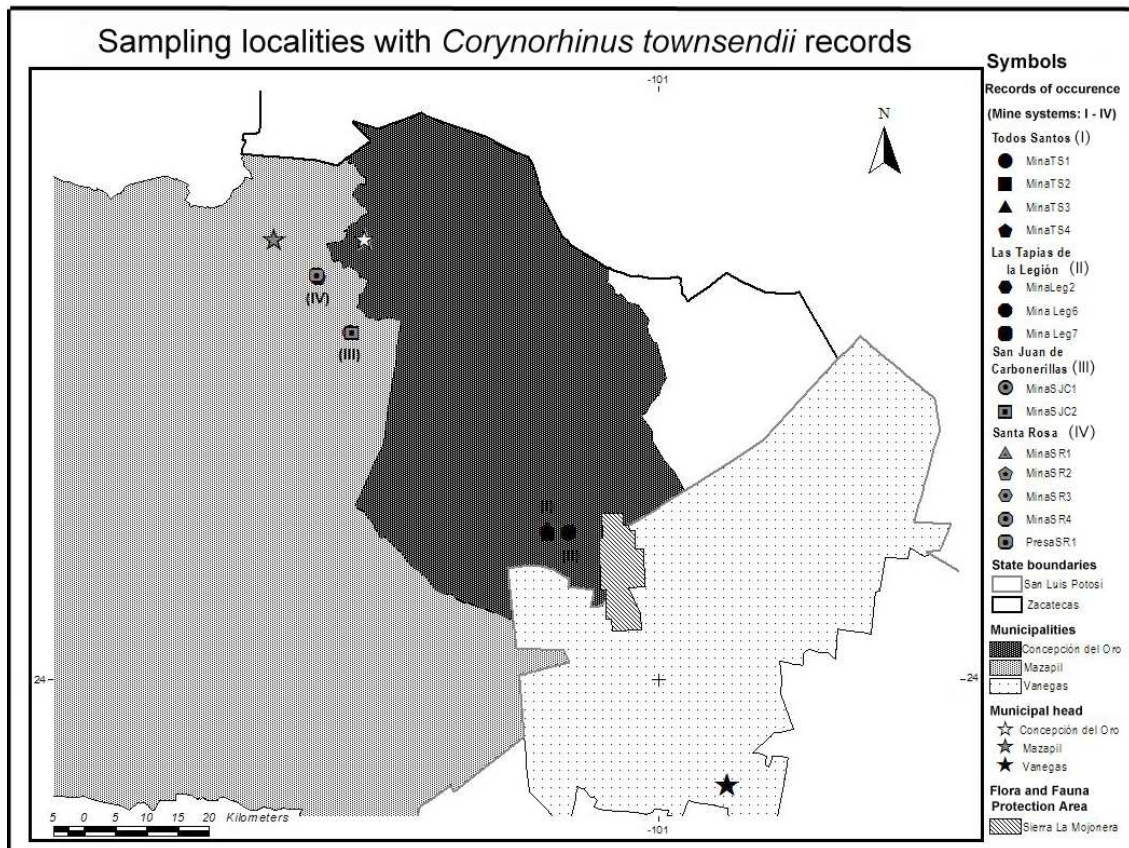 Sampling localities with Corynorhinus townsendii records
-101
N
(IV)
(III)
(I)
(II)
24
24
-101
5 0 5 10 15 20 Kilometers
Symbols
Records of occurence
(Mine systems: I - IV)
Todos Santos (I)
MinaTS1
MinaTS2
MinaTS3
MinaTS4
Las Tapias de
la Legión (II)
MinaLeg2
Mina Leg6
Mina Leg7
San Juan de
Carbonerillas (III)
MinaSJC1
MinaSJC2
Santa Rosa (IV)
MinaSR1
MinaSR2
MinaSR3
MinaSR4
PresaSR1
State boundaries
San Luis Potosí
Zacatecas
Municipalities
Concepción del Oro
Mazapil
Vanegas
Municipal head
Concepción del Oro
Mazapil
Vanegas
Flora and Fauna
Protection Area
Sierra La Mojonera